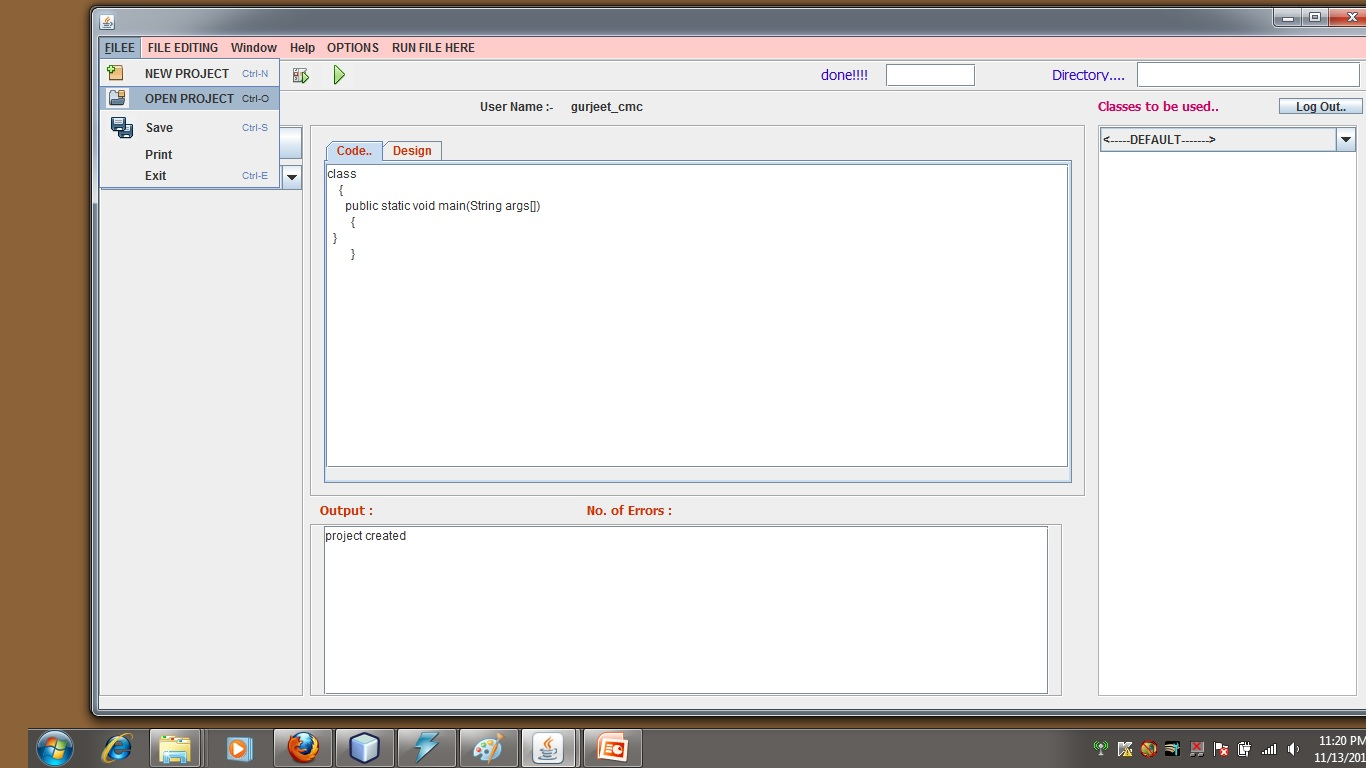 FILEE FILE EDITING Window Help OPTIONS RUN FILE HERE
NEW PROJECT Ctrl-N
OPEN PROJECT Ctrl-O
Save Ctrl-S
Print
Exit Ctrl-E
done!!!! Directory....
User Name :- gurjeet_cmc
Classes to be used.. Log Out..
<-----DEFAULT------->
Code.. Design
class
{
public static void main(String args[])
{
}
}
Output : No. of Errors :
project created
11:20 PM